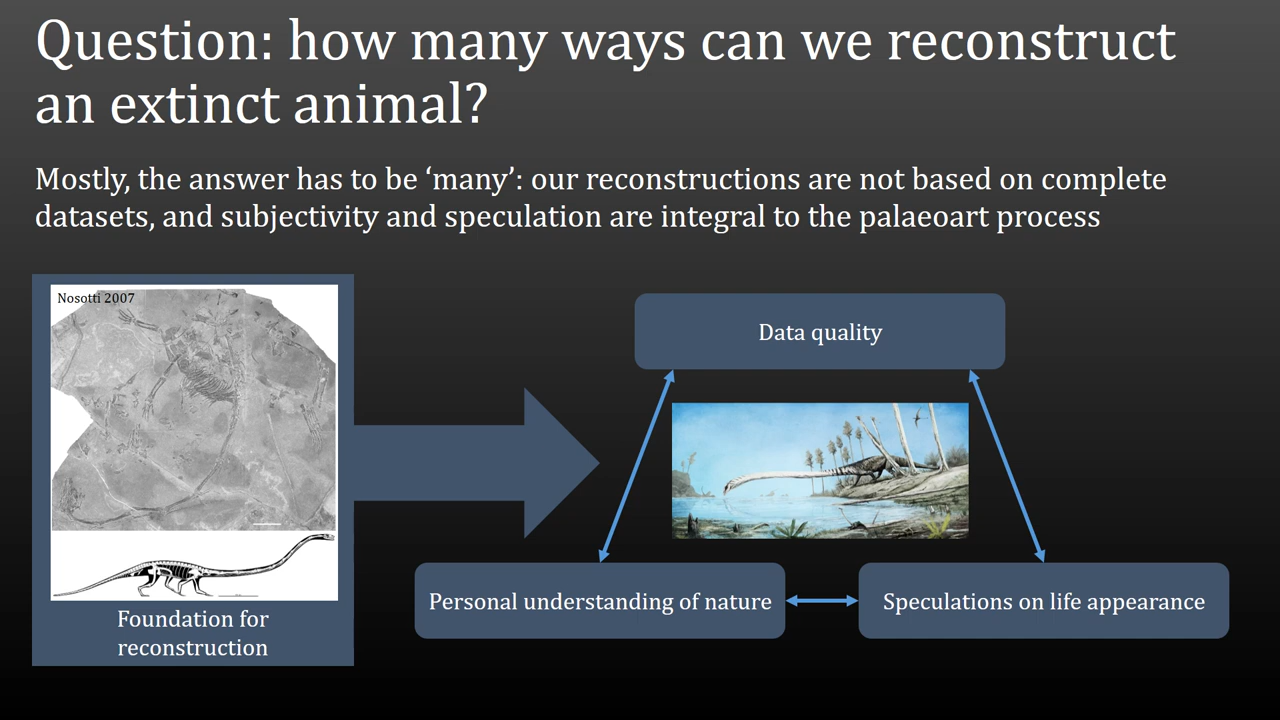 Question: how many ways can we reconstruct
an extinct animal?
Mostly, the answer has to be ‘many’: our reconstructions are not based on complete
datasets, and subjectivity and speculation are integral to the palaeoart process
Nosotti 2007
Foundation for
reconstruction
Data quality
Personal understanding of nature
Speculations on life appearance